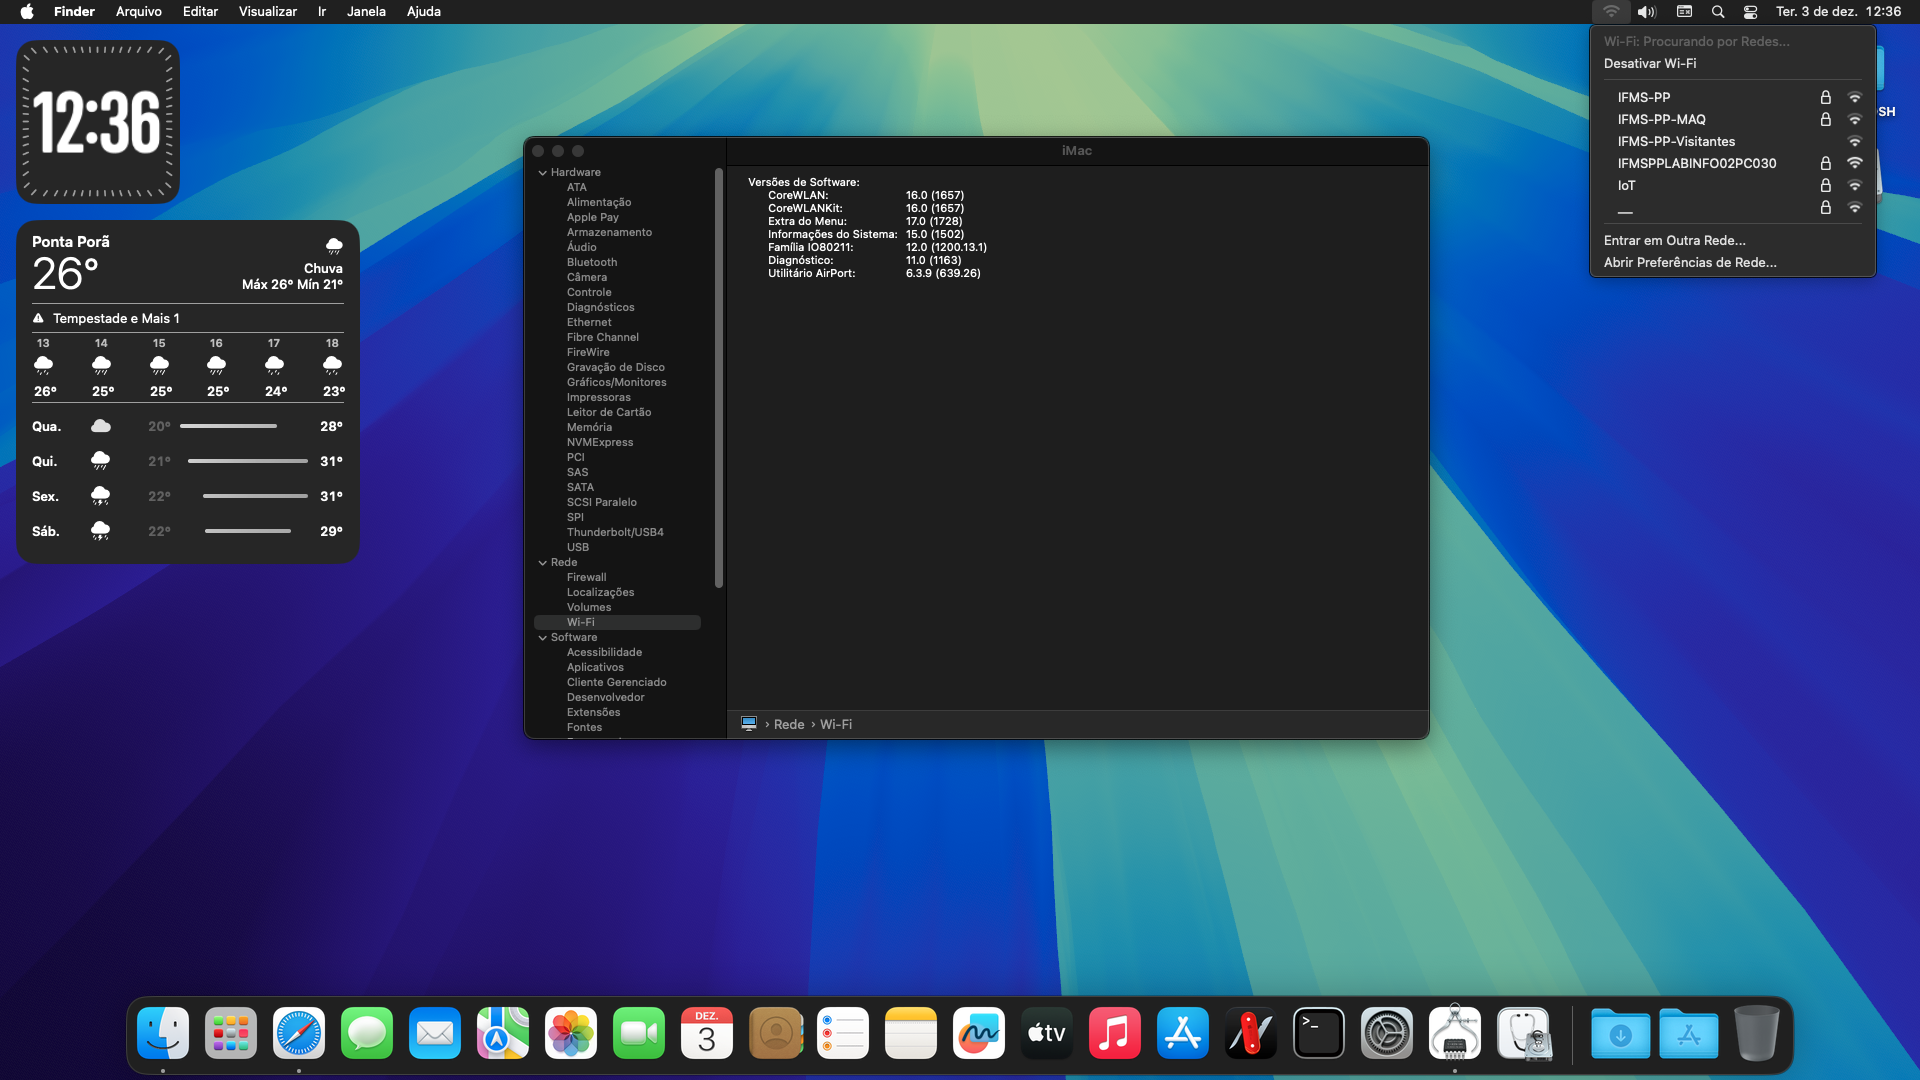 Finder Arquivo Editar Visualizar Ir Janela Ajuda
Ter. 3 de dez. 12:36
12:36
Ponta Porã
26°
Chuva
Máx 26° Mín 21°
Tempestade e Mais 1
13 14 15 16 17 18
26° 25° 25° 25° 24° 23°
Qua. 20° 28°
Qui. 21° 31°
Sex. 22° 31°
Sáb. 22° 29°
iMac
Hardware
ATA
Alimentação
Apple Pay
Armazenamento
Áudio
Bluetooth
Câmera
Controle
Diagnósticos
Ethernet
Fibre Channel
FireWire
Gravação de Disco
Gráficos/Monitores
Impressoras
Leitor de Cartão
Memória
NVMExpress
PCI
SAS
SATA
SCSI Paralelo
SPI
Thunderbolt/USB4
USB
Rede
Firewall
Localizações
Volumes
Wi-Fi
Software
Acessibilidade
Aplicativos
Cliente Gerenciado
Desenvolvedor
Extensões
Fontes
Versões de Software:
CoreWLAN: 16.0 (1657)
CoreWLANKit: 16.0 (1657)
Extra do Menu: 17.0 (1728)
Informações do Sistema: 15.0 (1502)
Família IO80211: 12.0 (1200.13.1)
Diagnóstico: 11.0 (1163)
Utilitário AirPort: 6.3.9 (639.26)
› Rede › Wi-Fi
Wi-Fi: Procurando por Redes...
Desativar Wi-Fi
IFMS-PP
IFMS-PP-MAQ
IFMS-PP-Visitantes
IFMSPPLABINFO02PC030
IoT
__
Entrar em Outra Rede...
Abrir Preferências de Rede...
SH
DEZ.
3
tv
>_